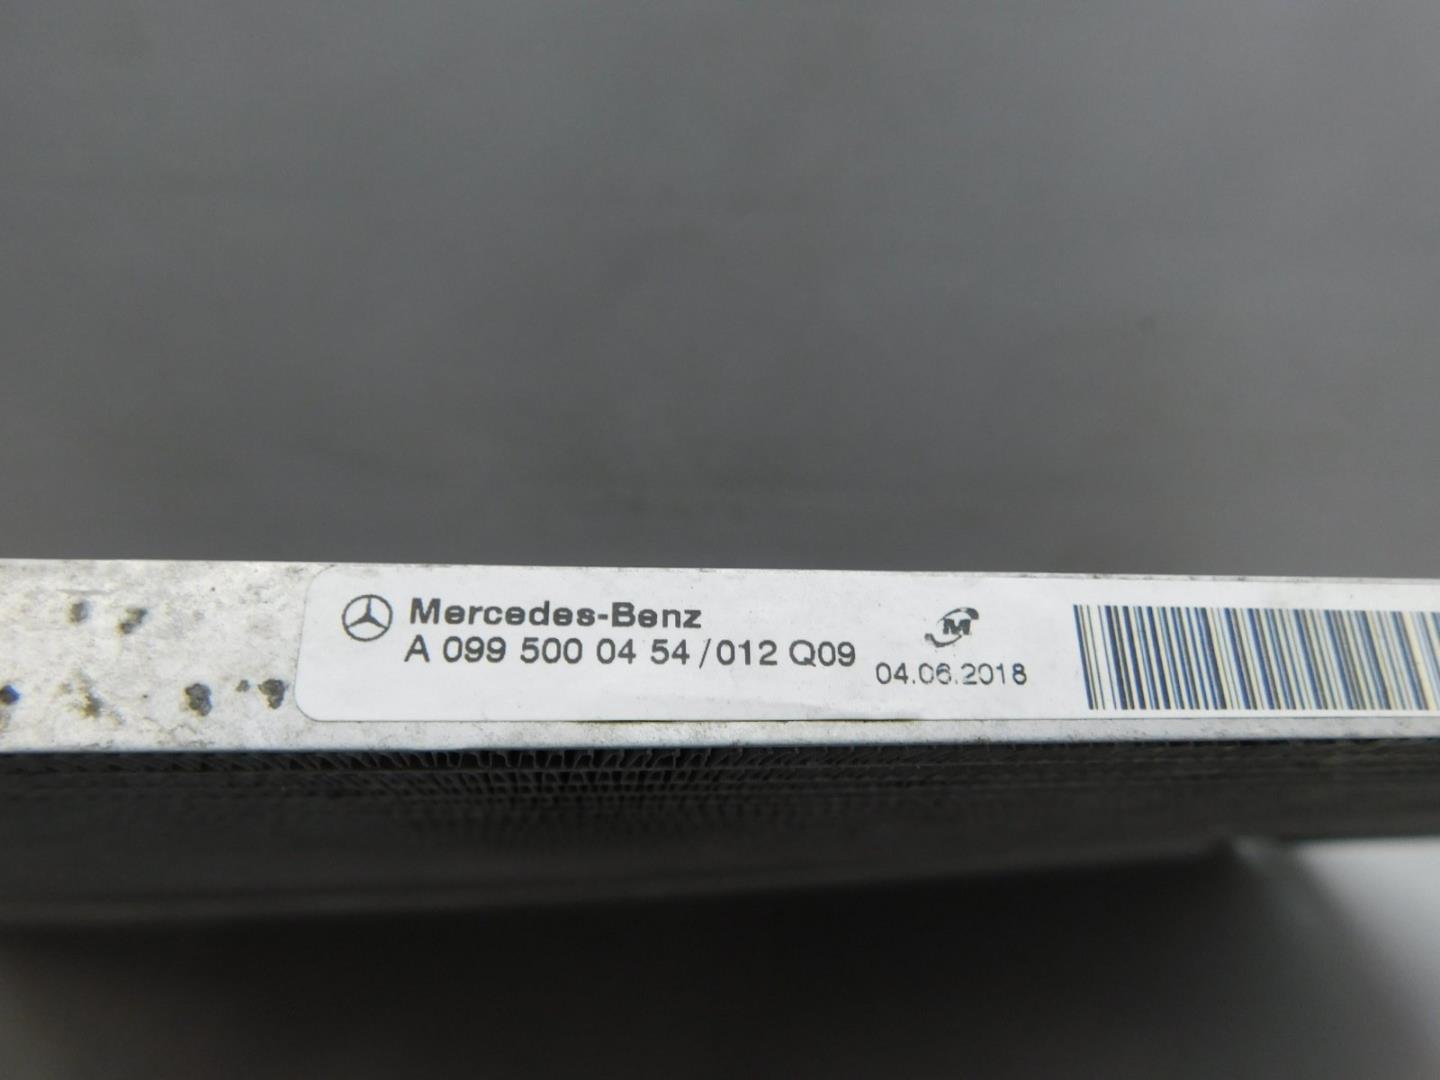 Mercedes-Benz
A 099 500 04 54 / 012 Q09
M
04.06.2018